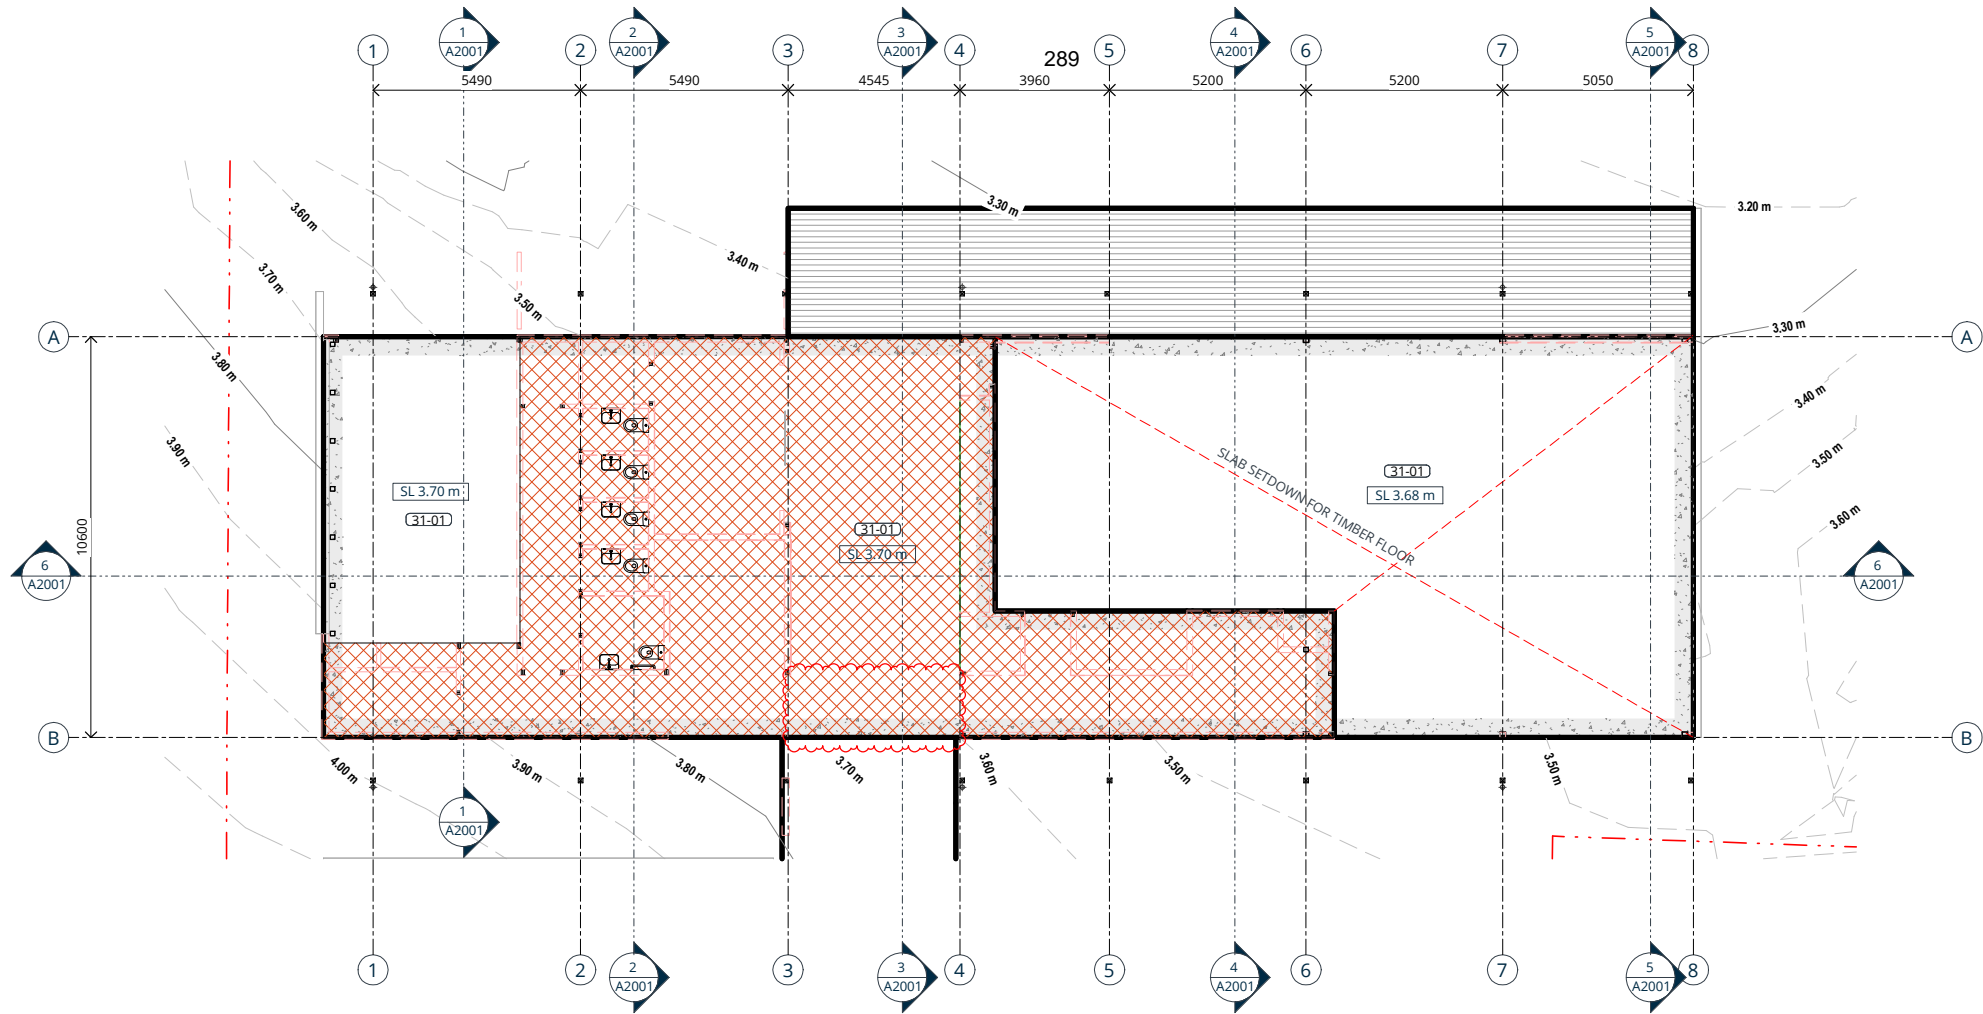 1
A2001
2
A2001
3
A2001
4
A2001
5
A2001
1
2
3
4
5
6
7
8
289
5490
5490
4545
3960
5200
5200
5050
3.60 m
3.70 m
3.50 m
3.40 m
3.30 m
3.20 m
3.80 m
3.90 m
3.30 m
3.40 m
3.50 m
3.60 m
A
A
10600
SL 3.70 m
31-01
31-01
SL 3.70 m
31-01
SL 3.68 m
SLAB SETDOWN FOR TIMBER FLOOR
6
A2001
6
A2001
B
B
4.00 m
3.90 m
3.80 m
3.70 m
3.60 m
3.50 m
3.50 m
1
A2001
1
2
3
4
5
6
7
8
2
A2001
3
A2001
4
A2001
5
A2001